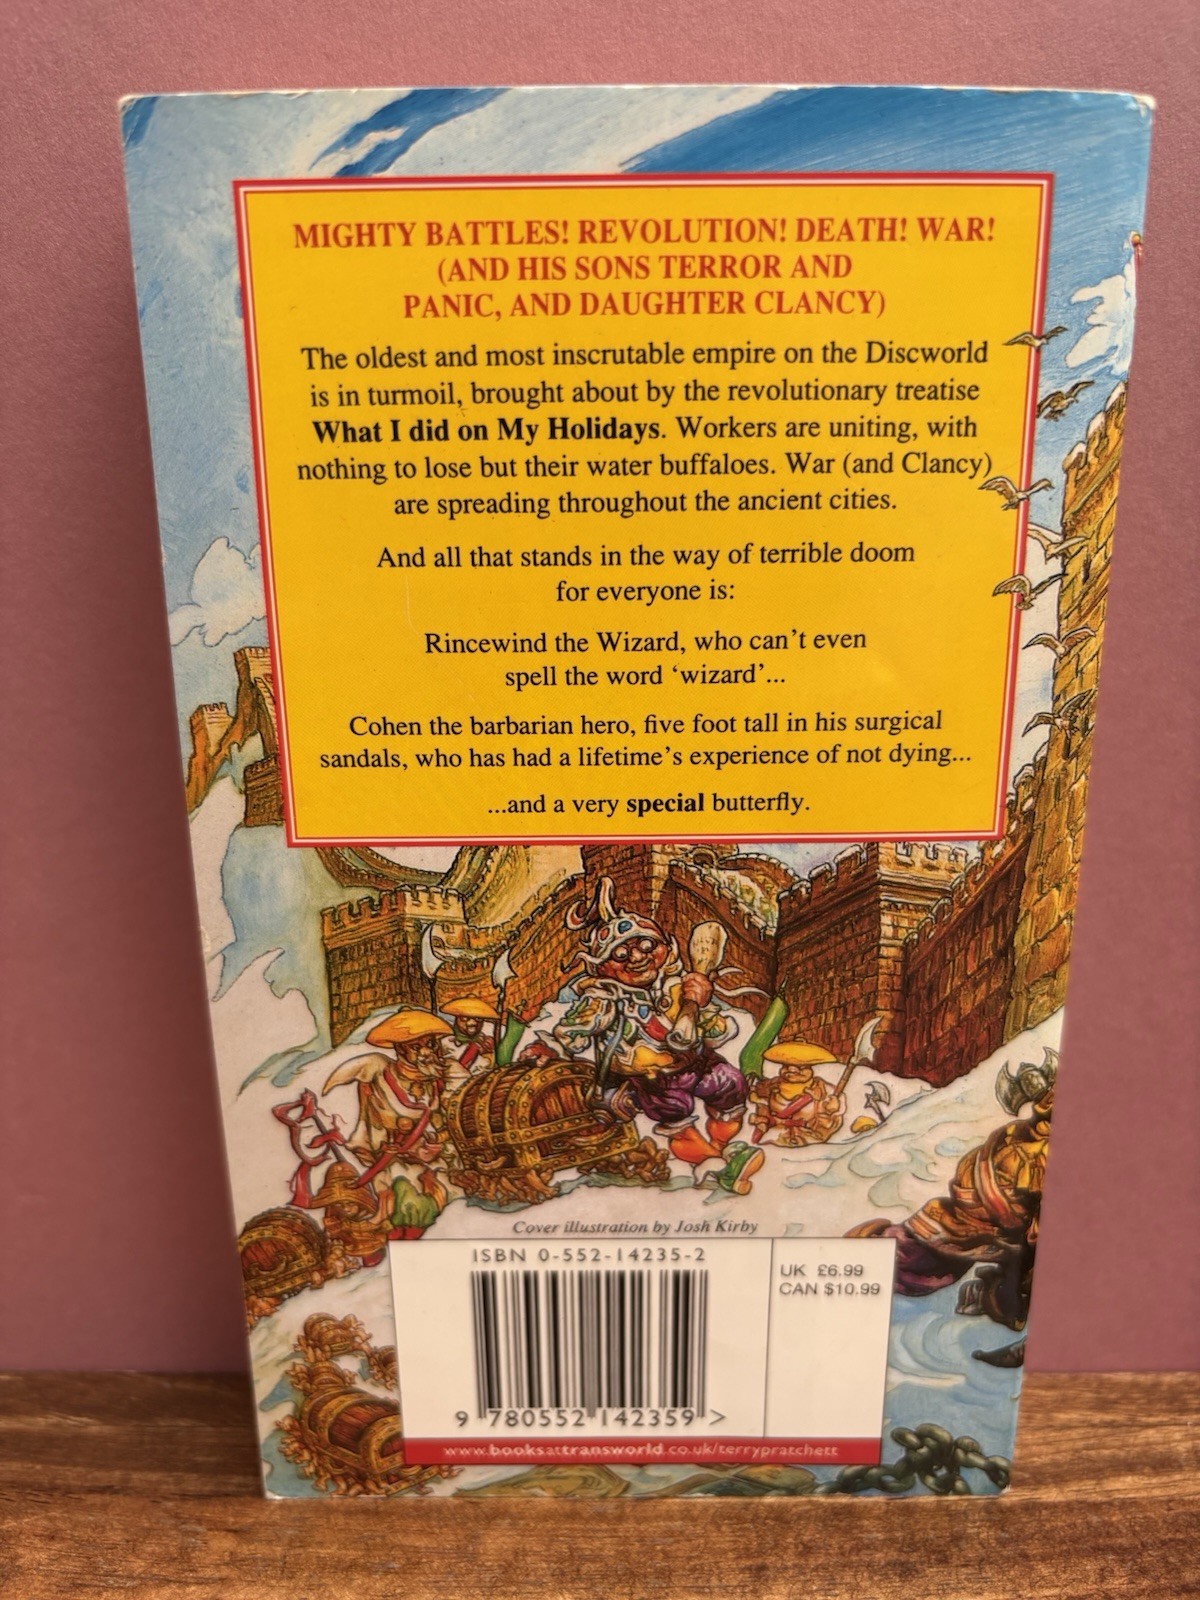 MIGHTY BATTLES! REVOLUTION! DEATH! WAR!
(AND HIS SONS TERROR AND
PANIC, AND DAUGHTER CLANCY)
The oldest and most inscrutable empire on the Discworld
is in turmoil, brought about by the revolutionary treatise
What I did on My Holidays. Workers are uniting, with
nothing to lose but their water buffaloes. War (and Clancy)
are spreading throughout the ancient cities.
And all that stands in the way of terrible doom
for everyone is:
Rincewind the Wizard, who can't even
spell the word ‘wizard’...
Cohen the barbarian hero, five foot tall in his surgical
sandals, who has had a lifetime's experience of not dying...
...and a very special butterfly.
Cover illustration by Josh Kirby
ISBN 0-552-14235-2
UK £6.99
CAN $10.99
9 780552 142359 >
www.booksattransworld.co.uk/terrypratchett